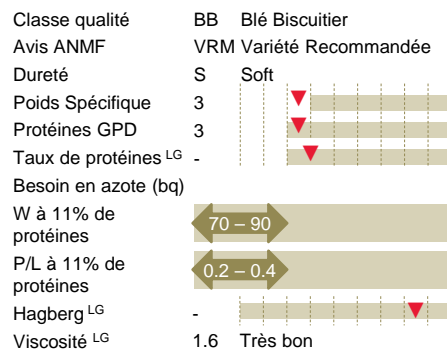 Classe qualité BB Blé Biscuitier
Avis ANMF VRM Variété Recommandée
Dureté S Soft
Poids Spécifique 3
Protéines GPD 3
Taux de protéines LG -
Besoin en azote (bq)
W à 11% de
protéines
70 – 90
P/L à 11% de
protéines
0.2 – 0.4
Hagberg LG -
Viscosité LG 1.6 Très bon